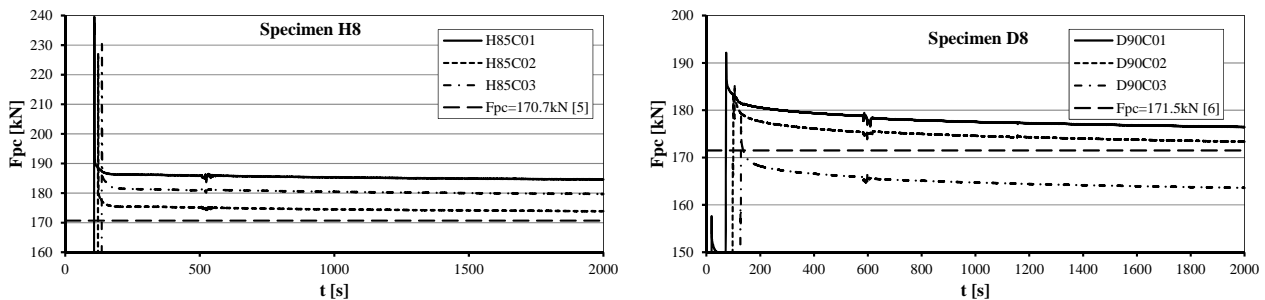 Specimen H8
Fpc [kN]
240
230
220
210
200
190
180
170
160
0
500
1000
1500
2000
t [s]
H85C01
H85C02
H85C03
Fpc=170.7kN [5]
Specimen D8
Fpc [kN]
200
190
180
170
160
150
0
200
400
600
800
1000
1200
1400
1600
1800
2000
t [s]
D90C01
D90C02
D90C03
Fpc=171.5kN [6]